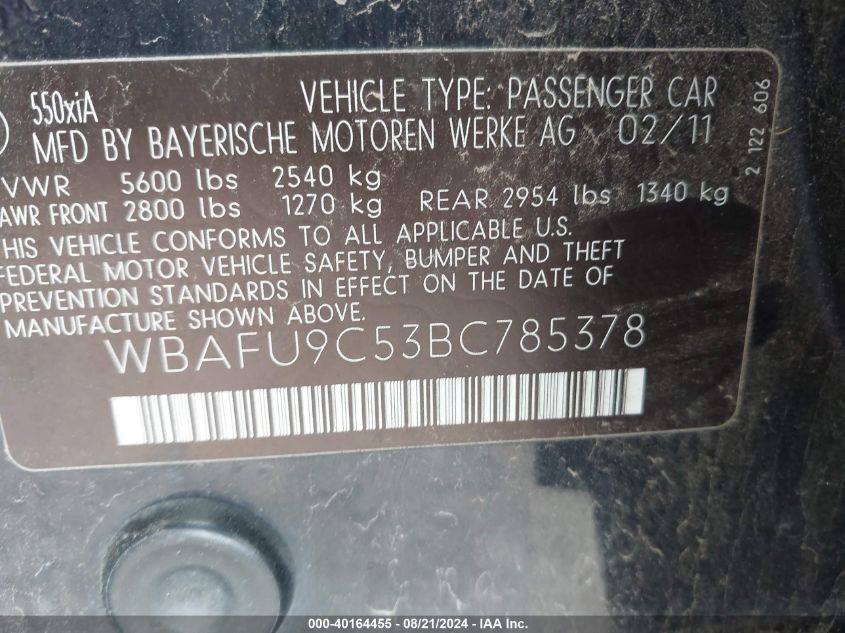 550xiA VEHICLE TYPE: PASSENGER CAR
MFD BY BAYERISCHE MOTOREN WERKE AG 02/11
VWR 5600 lbs 2540 kg
AWR FRONT 2800 lbs 1270 kg REAR 2954 lbs 1340 kg
HIS VEHICLE CONFORMS TO ALL APPLICABLE U.S.
FEDERAL MOTOR VEHICLE SAFETY, BUMPER AND THEFT
PREVENTION STANDARDS IN EFFECT ON THE DATE OF
MANUFACTURE SHOWN ABOVE.
WBAFU9C53BC785378
2 122 606
000-40164455 - 08/21/2024 - IAA Inc.